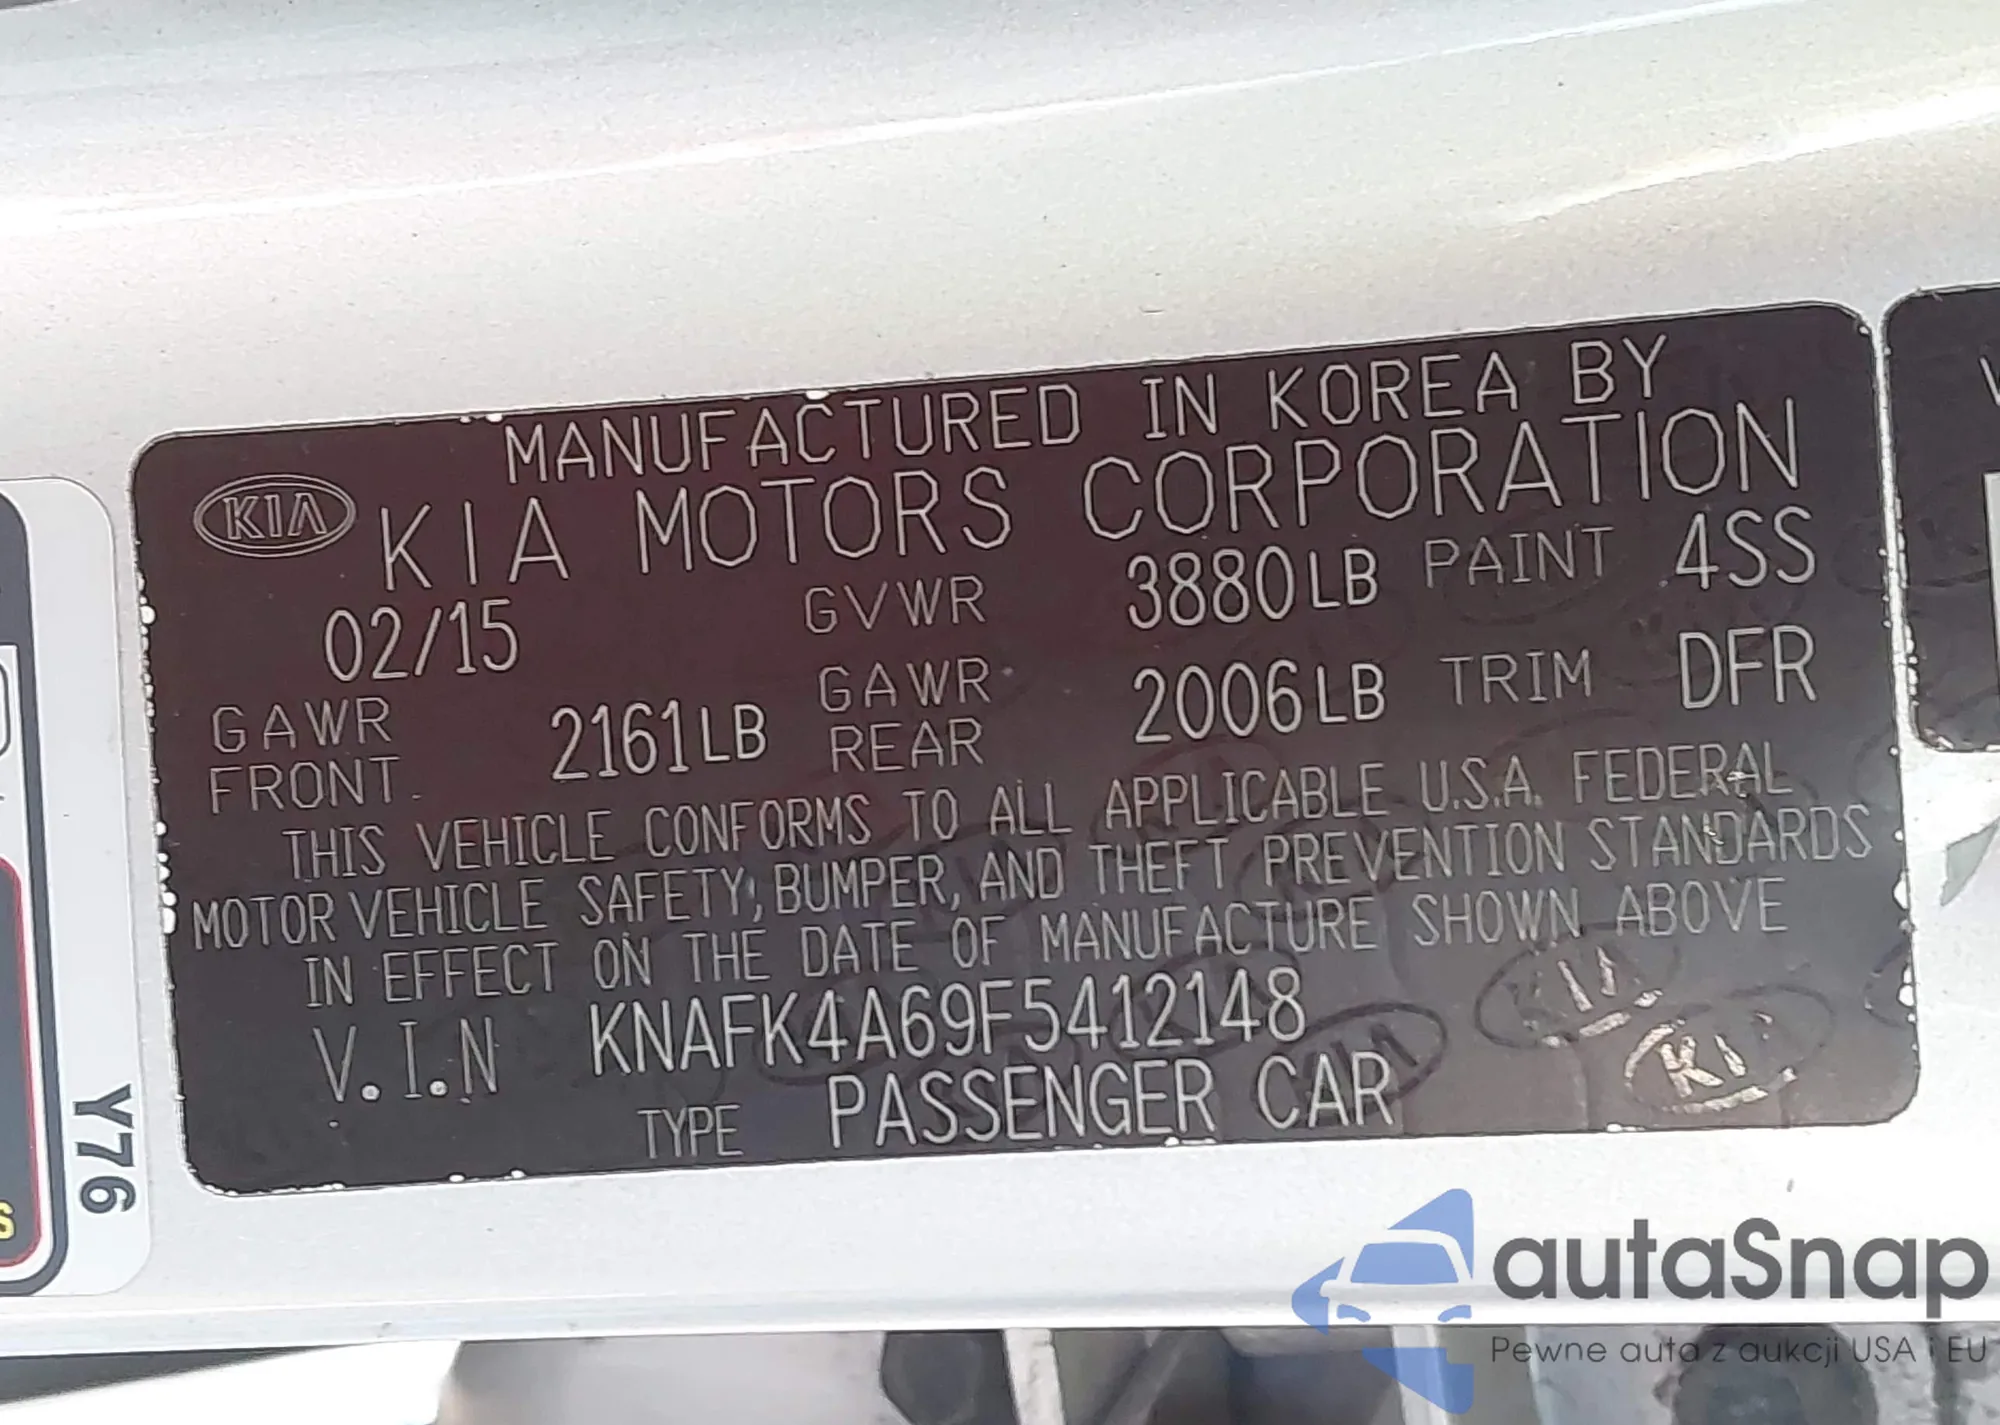 MANUFACTURED IN KOREA BY
KIA KIA MOTORS CORPORATION
02/15 GVWR 3880LB PAINT 4SS
GAWR FRONT 2161LB GAWR REAR 2006LB TRIM DFR
THIS VEHICLE CONFORMS TO ALL APPLICABLE U.S.A. FEDERAL
MOTOR VEHICLE SAFETY, BUMPER, AND THEFT PREVENTION STANDARDS
IN EFFECT ON THE DATE OF MANUFACTURE SHOWN ABOVE
V.I.N KNAFK4A69F5412148
TYPE PASSENGER CAR
KIA
KIA
KIA
Y76
autaSnap
Pewne auta z aukcji USA i EU